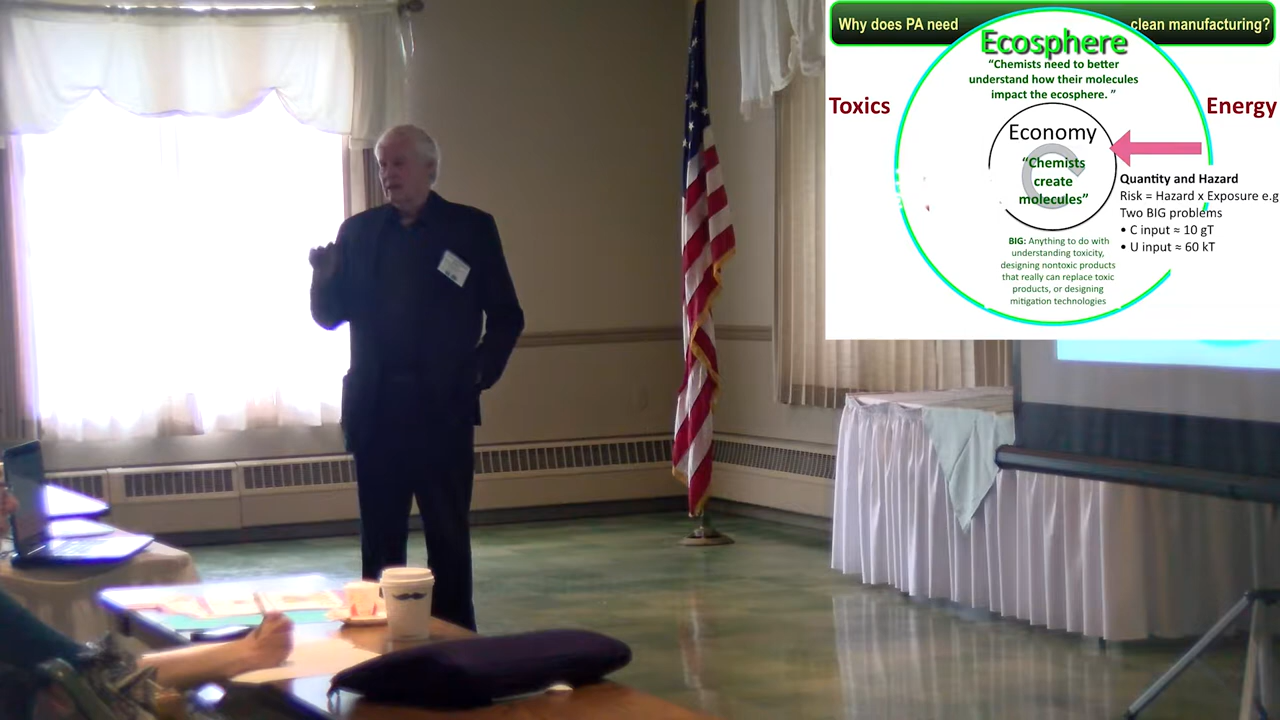 Why does PA need clean manufacturing?
Ecosphere
“Chemists need to better
understand how their molecules
impact the ecosphere. ”
Toxics
Energy
Economy
C
“Chemists
create
molecules”
Quantity and Hazard
Risk = Hazard x Exposure e.g
Two BIG problems
• C input ≈ 10 gT
• U input ≈ 60 kT
BIG: Anything to do with
understanding toxicity,
designing nontoxic products
that really can replace toxic
products, or designing
mitigation technologies